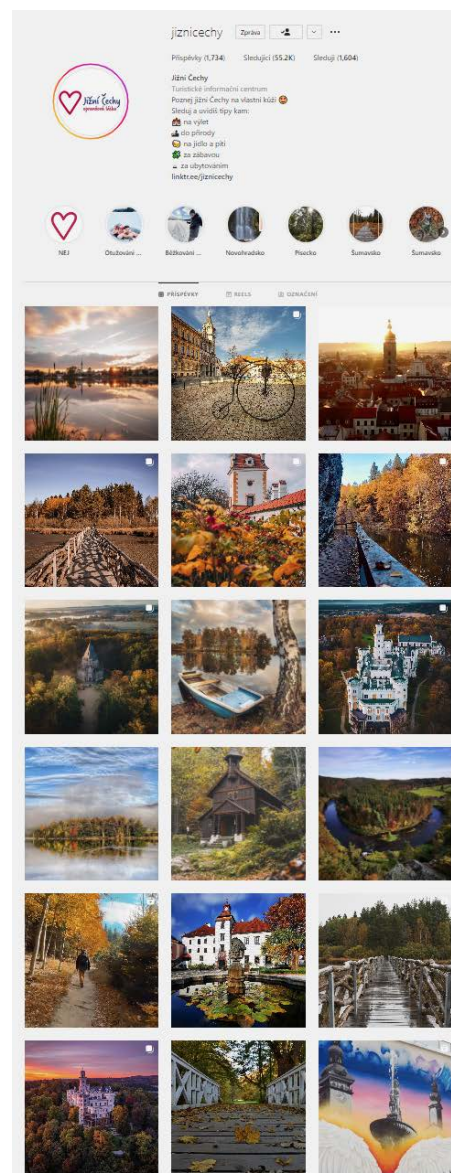 jiznicechy Zpráva
Příspěvky (1,734) Sledující (55.2K) Sleduji (1,604)
Jižní Čechy
Turistické informační centrum
Poznej jižní Čechy na vlastní kůži
Sleduj a uvidíš tipy kam:
na výlet
do přírody
na jídlo a pití
za zábavou
za ubytováním
linktr.ee/jiznicechy
Jižní Čechy
NEJ Otužování ... Běžkování ... Novohradsko Písecko Šumavsko Šumavsko
PŘÍSPĚVKY REELS OZNAČENÍ